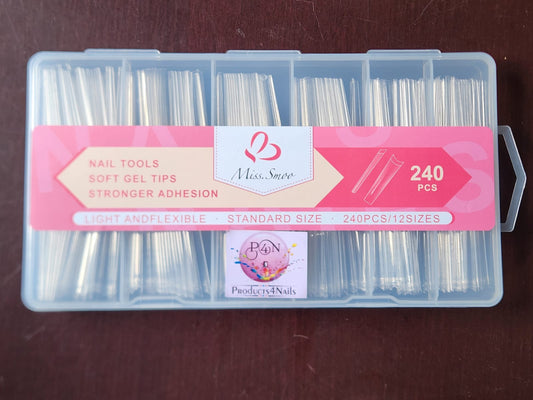 NAIL TOOLS
SOFT GEL TIPS
STRONGER ADHESION
Miss.Smoo
240
PCS
LIGHT ANDFLEXIBLE · STANDARD SIZE · 240PCS/12SIZES
P4N
PRODUCTS4NAILS